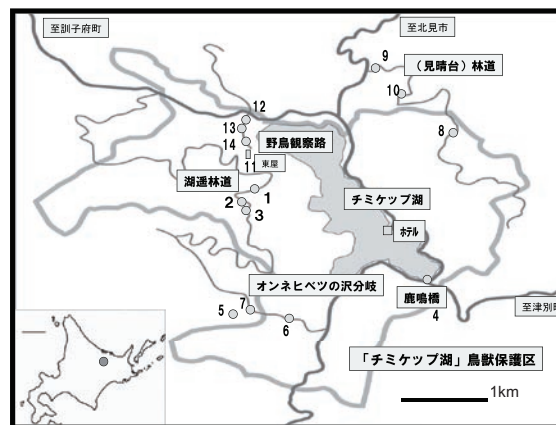 至訓子府町
至北見市
9
（見晴台）林道
10
12
13
8
野鳥観察路
14
11
東屋
湖遥林道
1
チミケップ湖
2
3
ホテル
オンネヒベツの沢分岐
鹿鳴橋
7
5
6
4
至津別町
「チミケップ湖」鳥獣保護区
1km